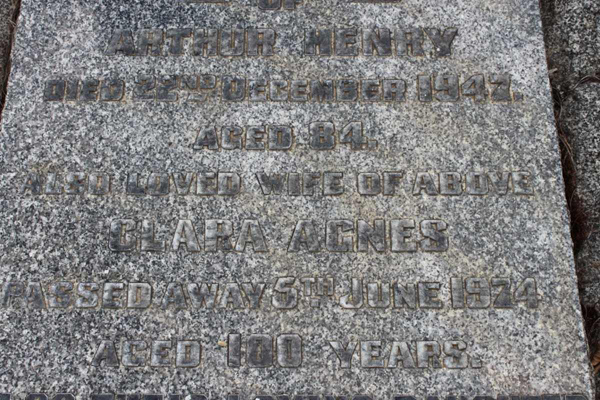 OF
ARTHUR HENRY
DIED 22ND DECEMBER 1947.
AGED 84.
ALSO LOVED WIFE OF ABOVE
CLARA AGNES
PASSED AWAY 5TH JUNE 1974
AGED 100 YEARS.